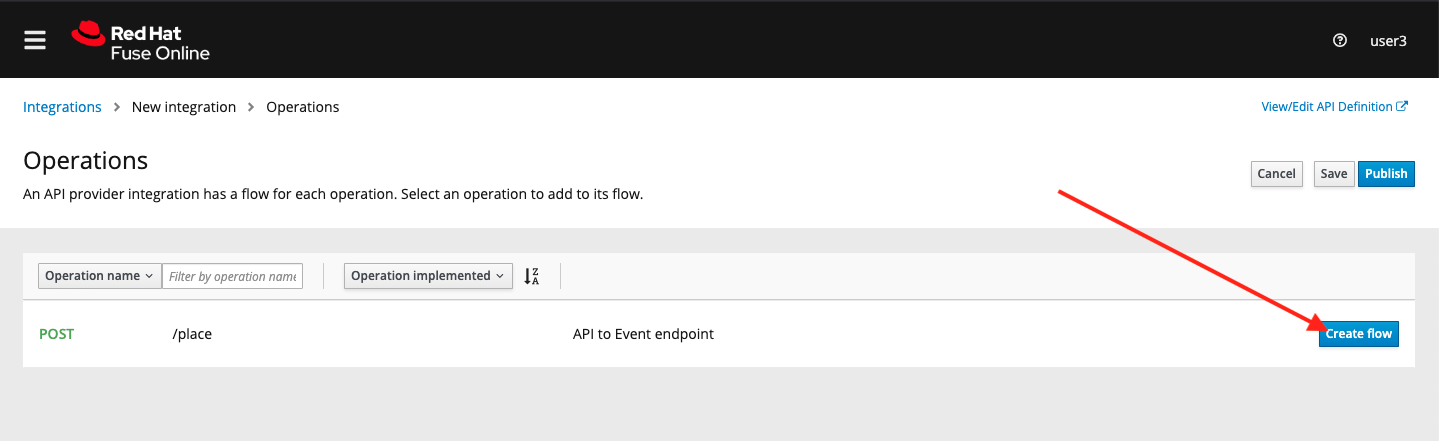 Red Hat
Fuse Online
user3
Integrations > New integration > Operations
View/Edit API Definition
Operations
Cancel Save Publish
An API provider integration has a flow for each operation. Select an operation to add to its flow.
Operation name Filter by operation name Operation implemented
POST /place API to Event endpoint Create flow